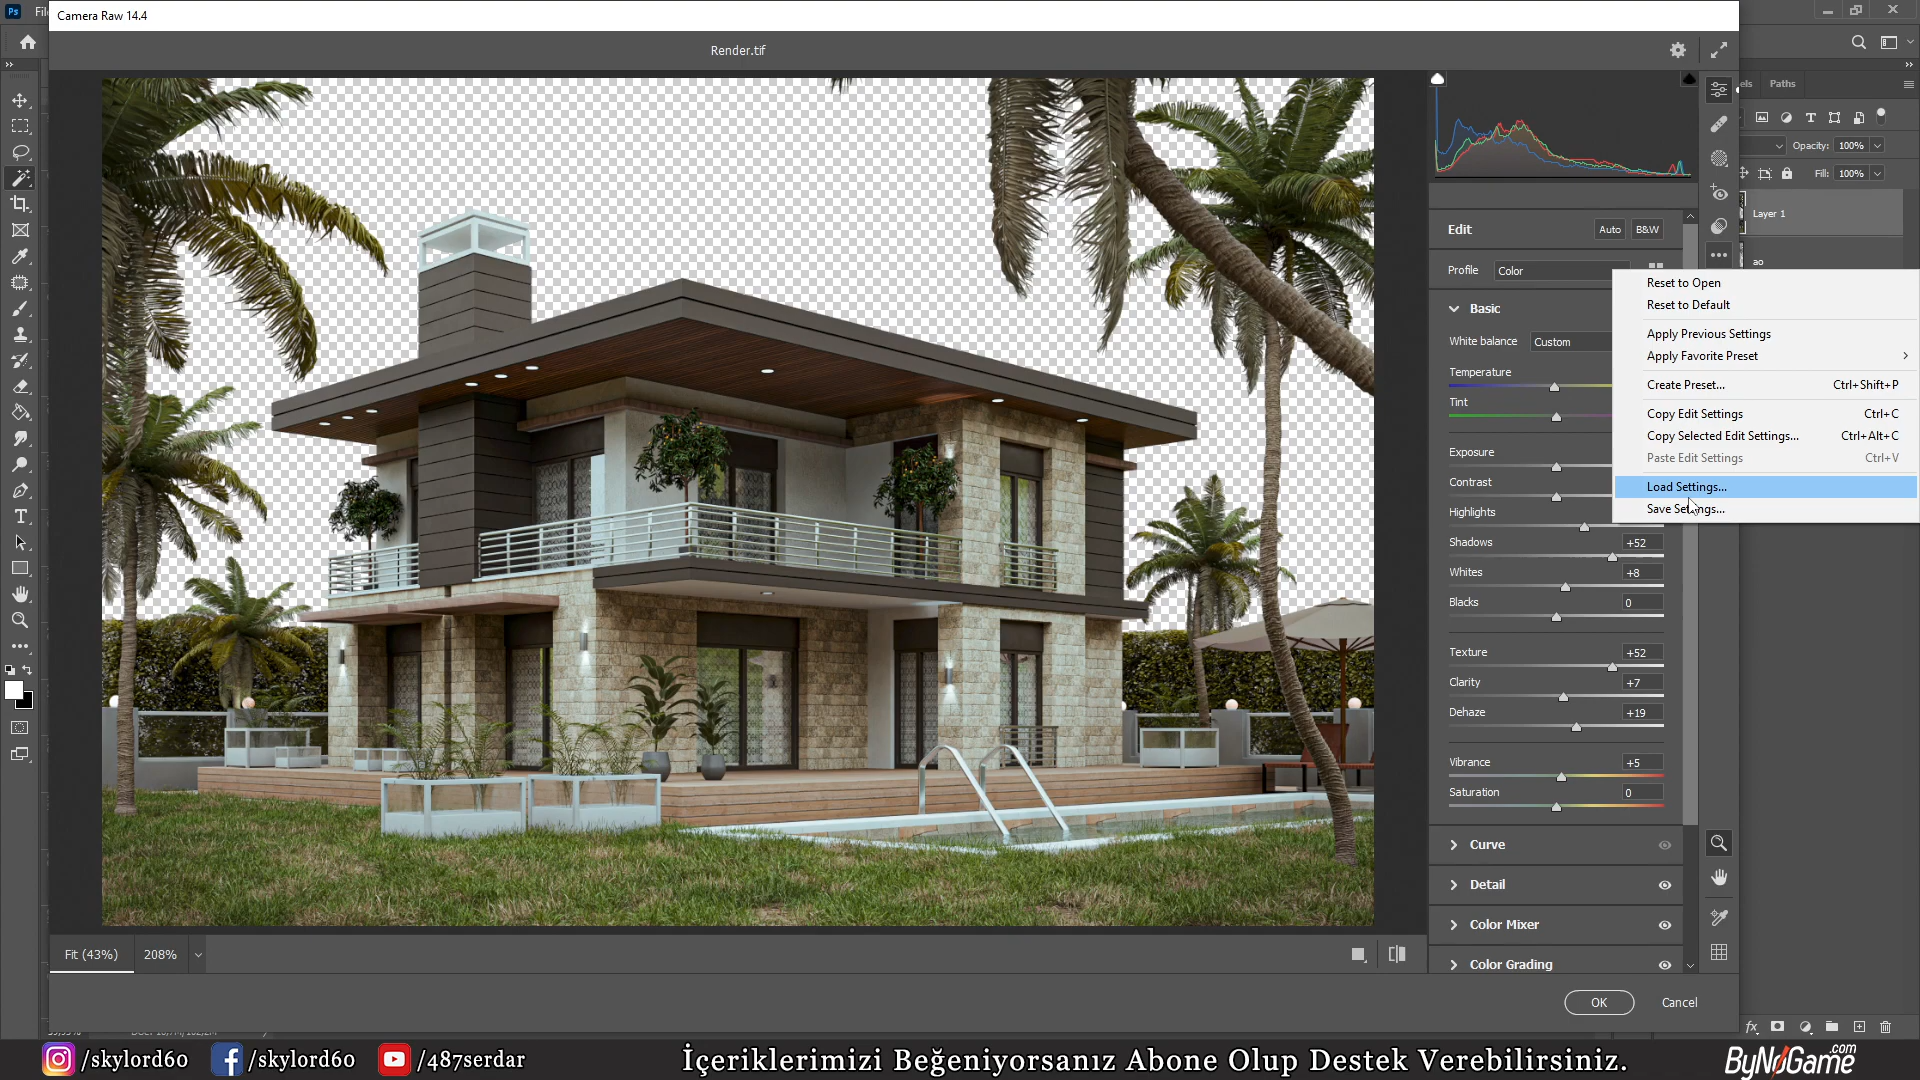 Ps Fil
Camera Raw 14.4
Render.tif
Paths
Edit Auto B&W
Profile Color
Basic
White balance Custom
Temperature
Tint
Exposure
Contrast
Highlights
Shadows +52
Whites +8
Blacks 0
Texture +52
Clarity +7
Dehaze +19
Vibrance +5
Saturation 0
Curve
Detail
Color Mixer
Color Grading
Opacity: 100%
Fill: 100%
Layer 1
ao
Reset to Open
Reset to Default
Apply Previous Settings
Apply Favorite Preset
Create Preset... Ctrl+Shift+P
Copy Edit Settings Ctrl+C
Copy Selected Edit Settings... Ctrl+Alt+C
Paste Edit Settings Ctrl+V
Load Settings...
Save Settings...
Fit (43%) 208%
OK Cancel
fx
/skylord60 /skylord60 /487serdar İçeriklerimizi Beğeniyorsanız Abone Olup Destek Verebilirsiniz. ByNoGame.com